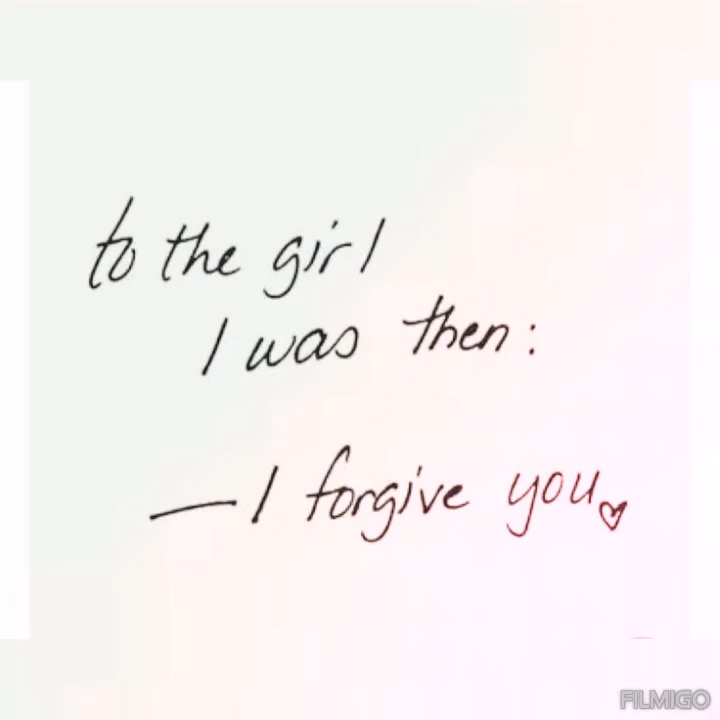 to the girl
I was then:
— I forgive you♡
FILMIGO